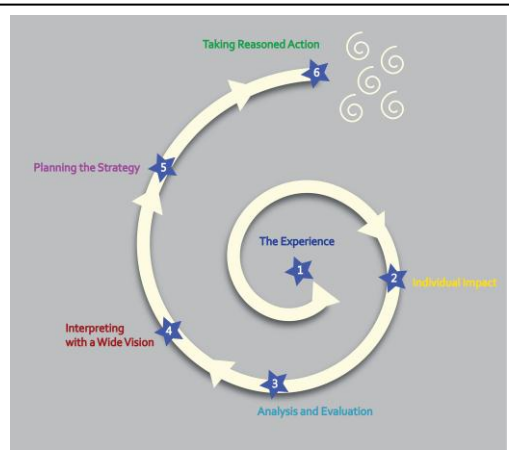 Taking Reasoned Action
6
5
Planning the Strategy
The Experience
1
2
Individual Impact
4
Interpreting
with a Wide Vision
3
Analysis and Evaluation